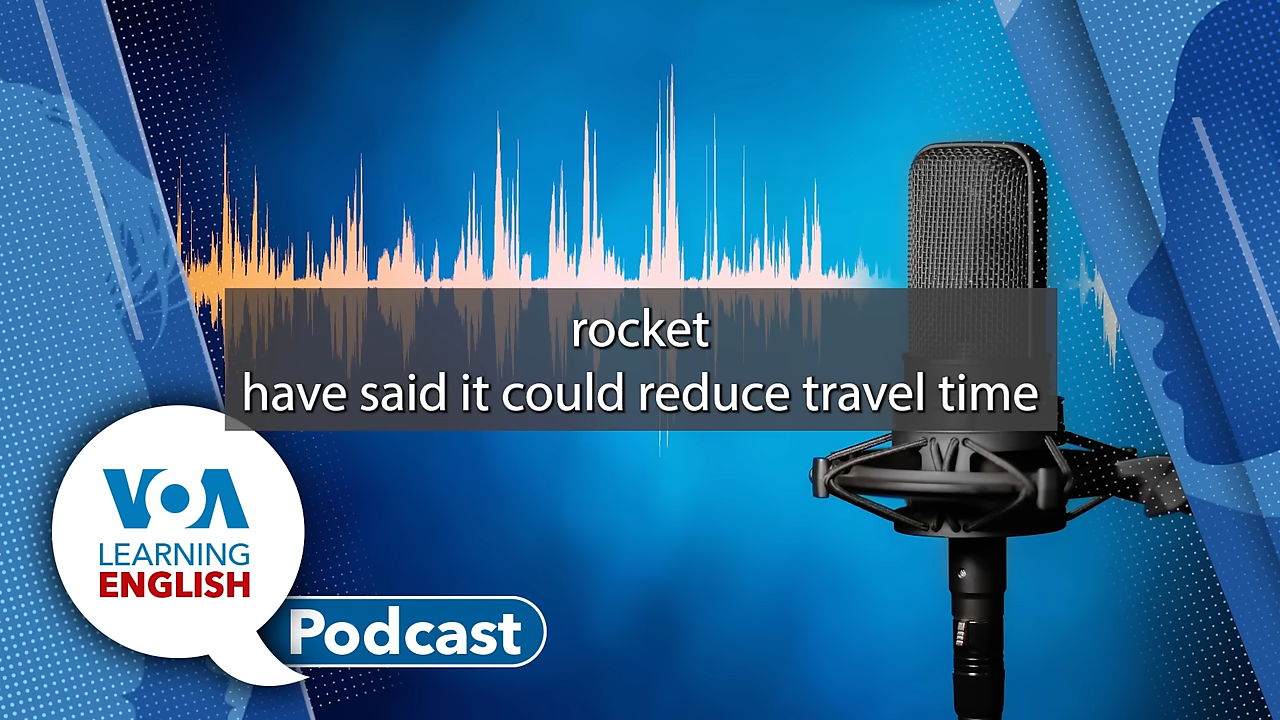 rocket
have said it could reduce travel time
VOA
LEARNING
ENGLISH
Podcast